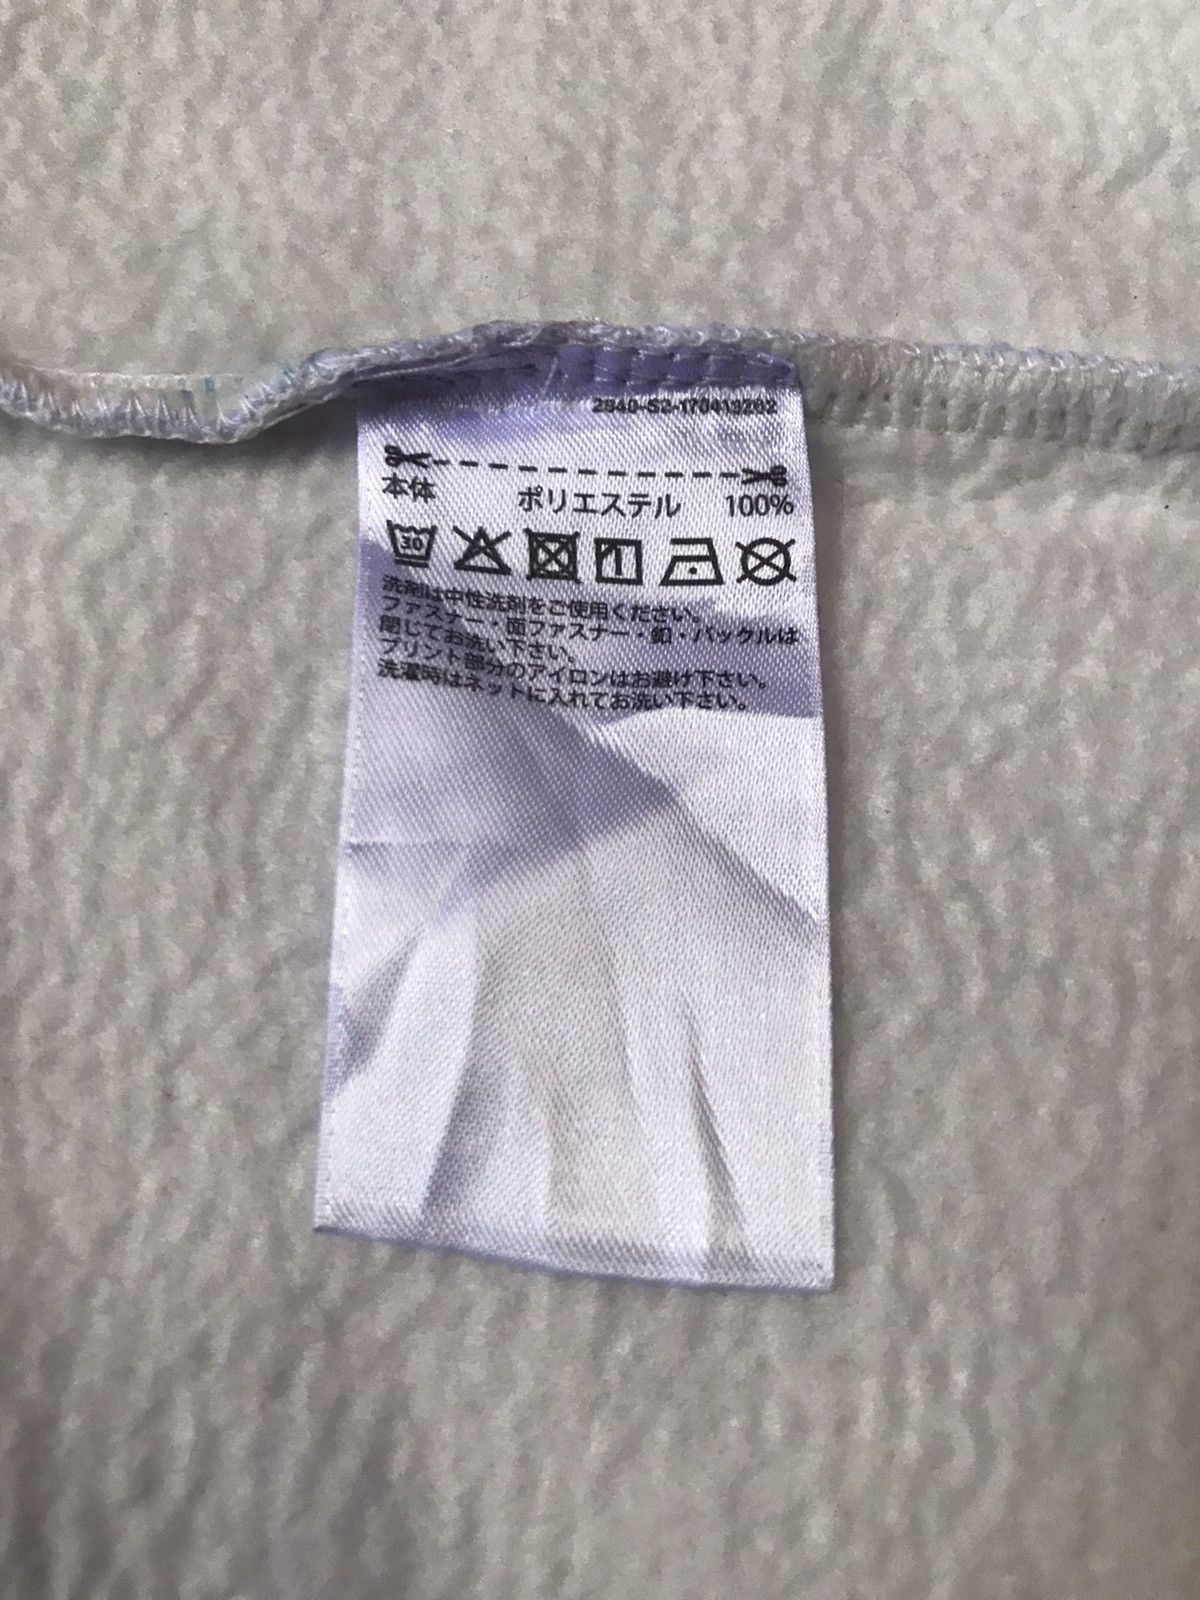 2940-S2-170419262
本体 ポリエステル 100%
30
洗剤は中性洗剤をご使用ください。
ファスナー・面ファスナー・釦・バックルは
閉じてお洗い下さい。
プリント部分のアイロンはお避け下さい。
洗濯時はネットに入れてお洗い下さい。